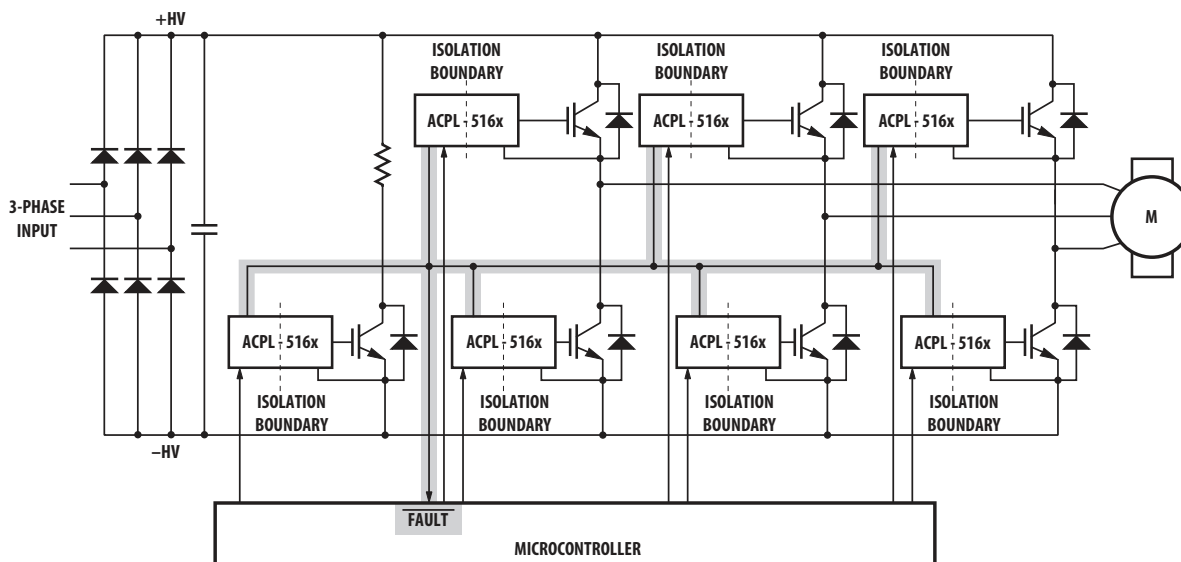 +HV
ISOLATION
BOUNDARY
ISOLATION
BOUNDARY
ISOLATION
BOUNDARY
ACPL - 516x
ACPL - 516x
ACPL - 516x
3-PHASE
INPUT
M
ACPL - 516x
ACPL - 516x
ACPL - 516x
ACPL - 516x
ISOLATION
BOUNDARY
ISOLATION
BOUNDARY
ISOLATION
BOUNDARY
ISOLATION
BOUNDARY
–HV
FAULT
MICROCONTROLLER